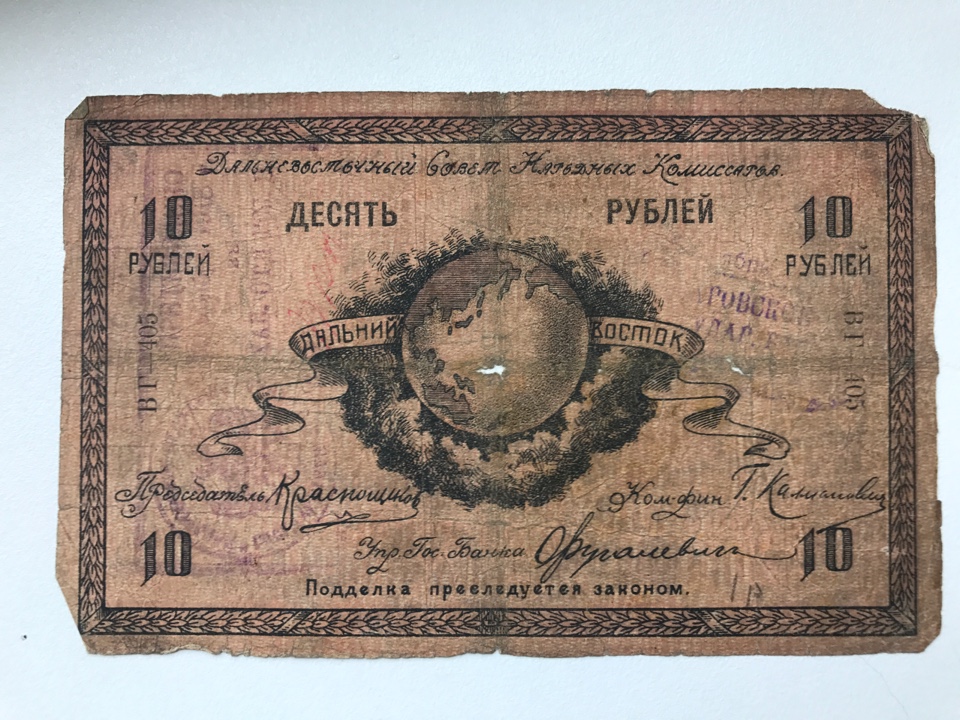 Дальневосточный Совет Народных Комиссаров.
10 ДЕСЯТЬ РУБЛЕЙ 10
РУБЛЕЙ РУБЛЕЙ
ДАЛЬНИЙ ВОСТОК
ВГ—405
ВГ 405
Председатель Краснощеков
Ком-фин Г. Калманович
Упр. Гос. Банка
10 10
Подделка преследуется законом.